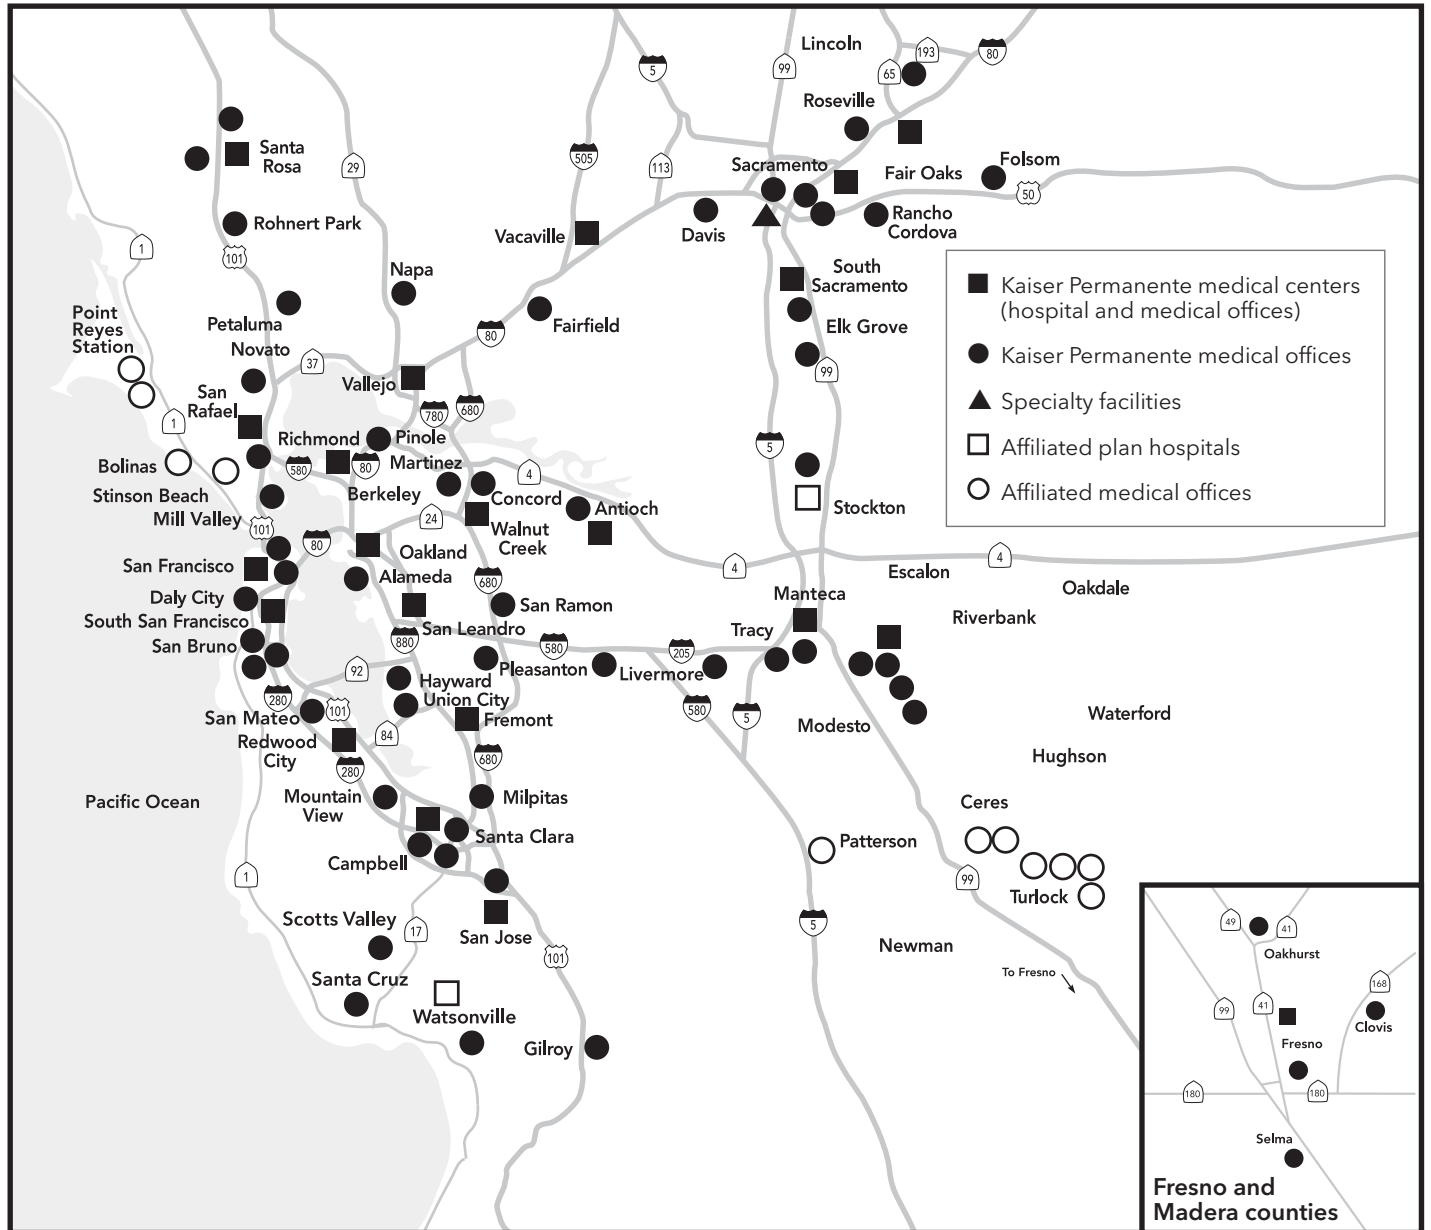 Lincoln
193
80
5
99
65
Roseville
Santa
Rosa
29
505
113
Sacramento
Fair Oaks
Folsom
50
Rohnert Park
Rancho
Cordova
Vacaville
Davis
1
101
Napa
South
Sacramento
Kaiser Permanente medical centers
(hospital and medical offices)
Point
Reyes
Station
Petaluma
Fairfield
Elk Grove
80
Novato
Kaiser Permanente medical offices
37
99
Vallejo
San
Rafael
780
680
Specialty facilities
1
Richmond
Pinole
5
Affiliated plan hospitals
Bolinas
580
80
Martinez
4
Stinson Beach
Berkeley
Concord
Affiliated medical offices
Mill Valley
24
Antioch
Stockton
101
Walnut
Creek
80
Oakland
4
4
San Francisco
Alameda
680
Escalon
Oakdale
Daly City
San Ramon
Manteca
South San Francisco
San Leandro
Tracy
Riverbank
San Bruno
880
580
205
92
Pleasanton
Livermore
Hayward
280
Union City
580
5
San Mateo
101
Fremont
Modesto
Waterford
Redwood
City
84
680
Hughson
280
Pacific Ocean
Mountain
View
Milpitas
Ceres
Santa Clara
Patterson
Campbell
1
99
Turlock
Scotts Valley
17
5
San Jose
Newman
49
41
101
Oakhurst
Santa Cruz
To Fresno
168
Watsonville
99
41
Clovis
Gilroy
Fresno
180
180
Selma
Fresno and
Madera counties